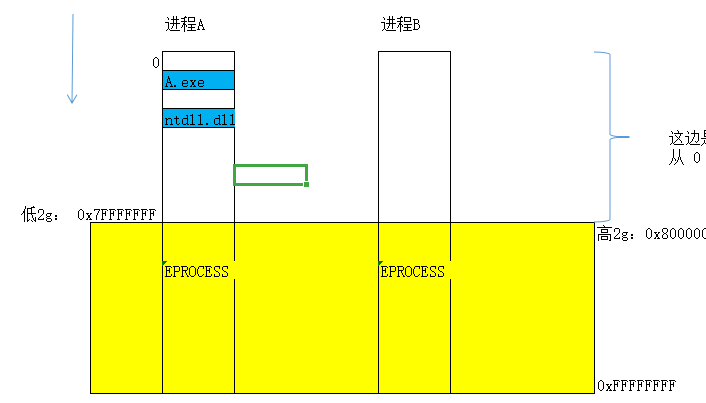 进程A
进程B
0
A.exe
ntdll.dll
这边是
从 0
低2g： 0x7FFFFFFF
高2g：0x800000
EPROCESS
EPROCESS
0xFFFFFFFF